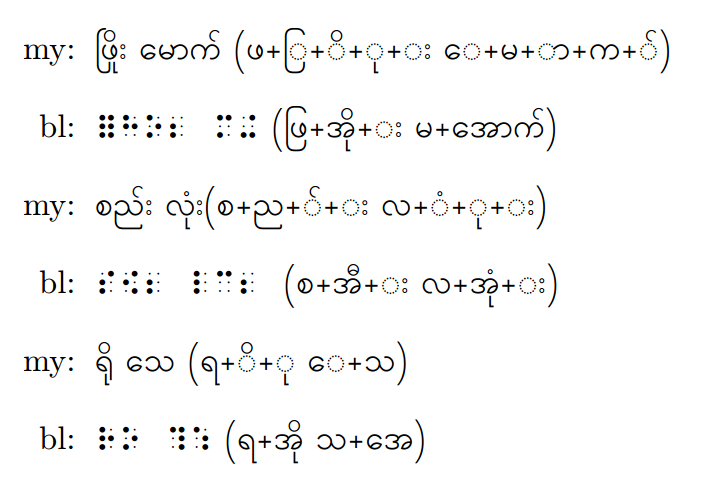 my: ဖြိုး မောက် (ဖ+ြ+ိ+ု+း ေ+မ+ာ+က+်)
bl: (ဖြ+အို+း မ+အောက်)
my: စည်း လုံး(စ+ည+်+း လ+ံ+ု+း)
bl: (စ+အီ+း လ+အုံ+း)
my: ရို သေ (ရ+ိ+ု ေ+သ)
bl: (ရ+အို သ+အေ)